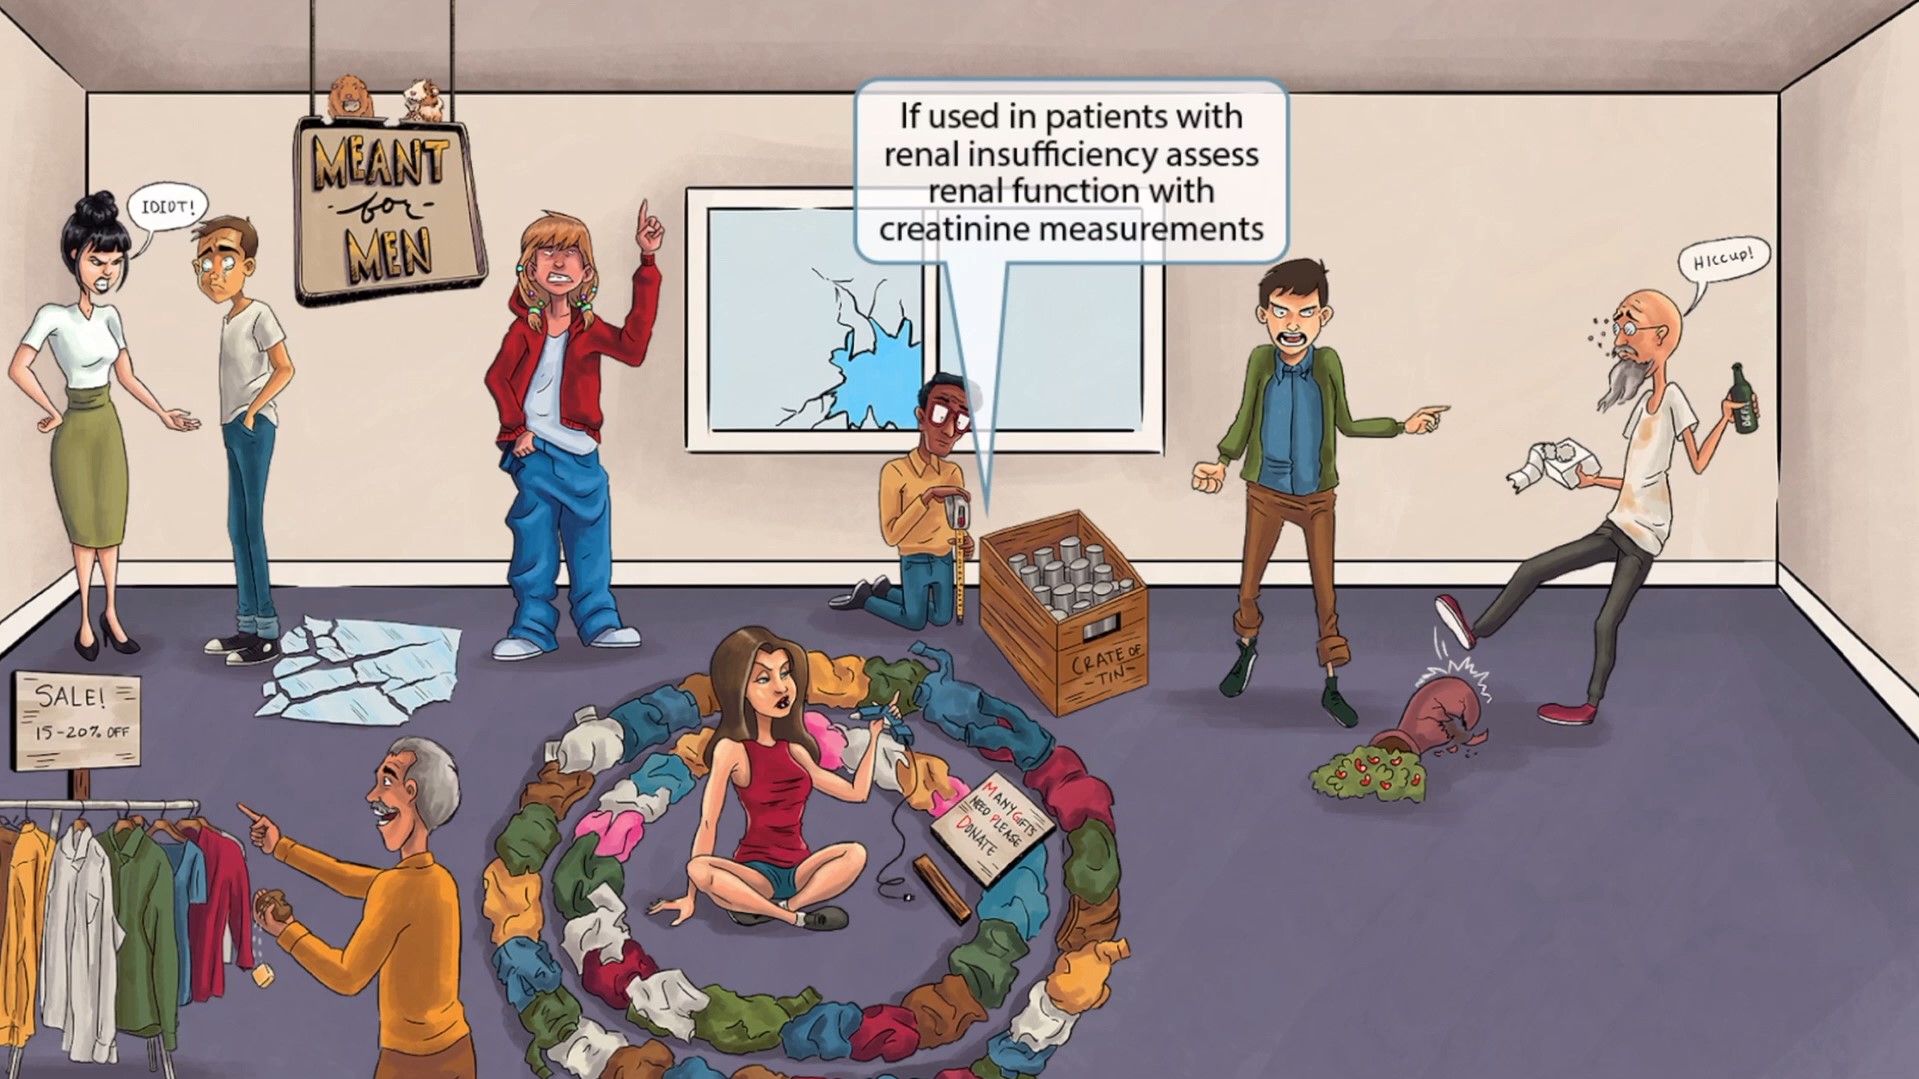 IDIOT!
MEANT
-for-
MEN
If used in patients with
renal insufficiency assess
renal function with
creatinine measurements
HICCUP!
BEER
CRATE OF
-TIN-
SALE!
15-20% OFF
MANY GIFTS
NEED PLEASE
DONATE